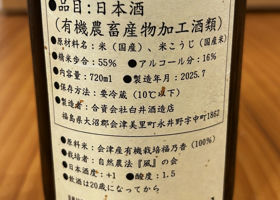 ●品目:日本酒
(有機農畜産物加工酒類)
●原材料名:米(国産)、米こうじ(国産米)
●精米歩合:55% ●アルコール分:16%
●内容量:720ml ●製造年月:2025.7
●保存方法:要冷蔵(10℃以下)
●製造者:合資会社白井酒造店
福島県大沼郡会津美里町永井野字中町1862
●原料米:会津産有機栽培福乃香(100%)
●栽培者:自然農法『風』の会
●日本酒度:+1 ●酸度:1.5
●飲酒は20歳になってから